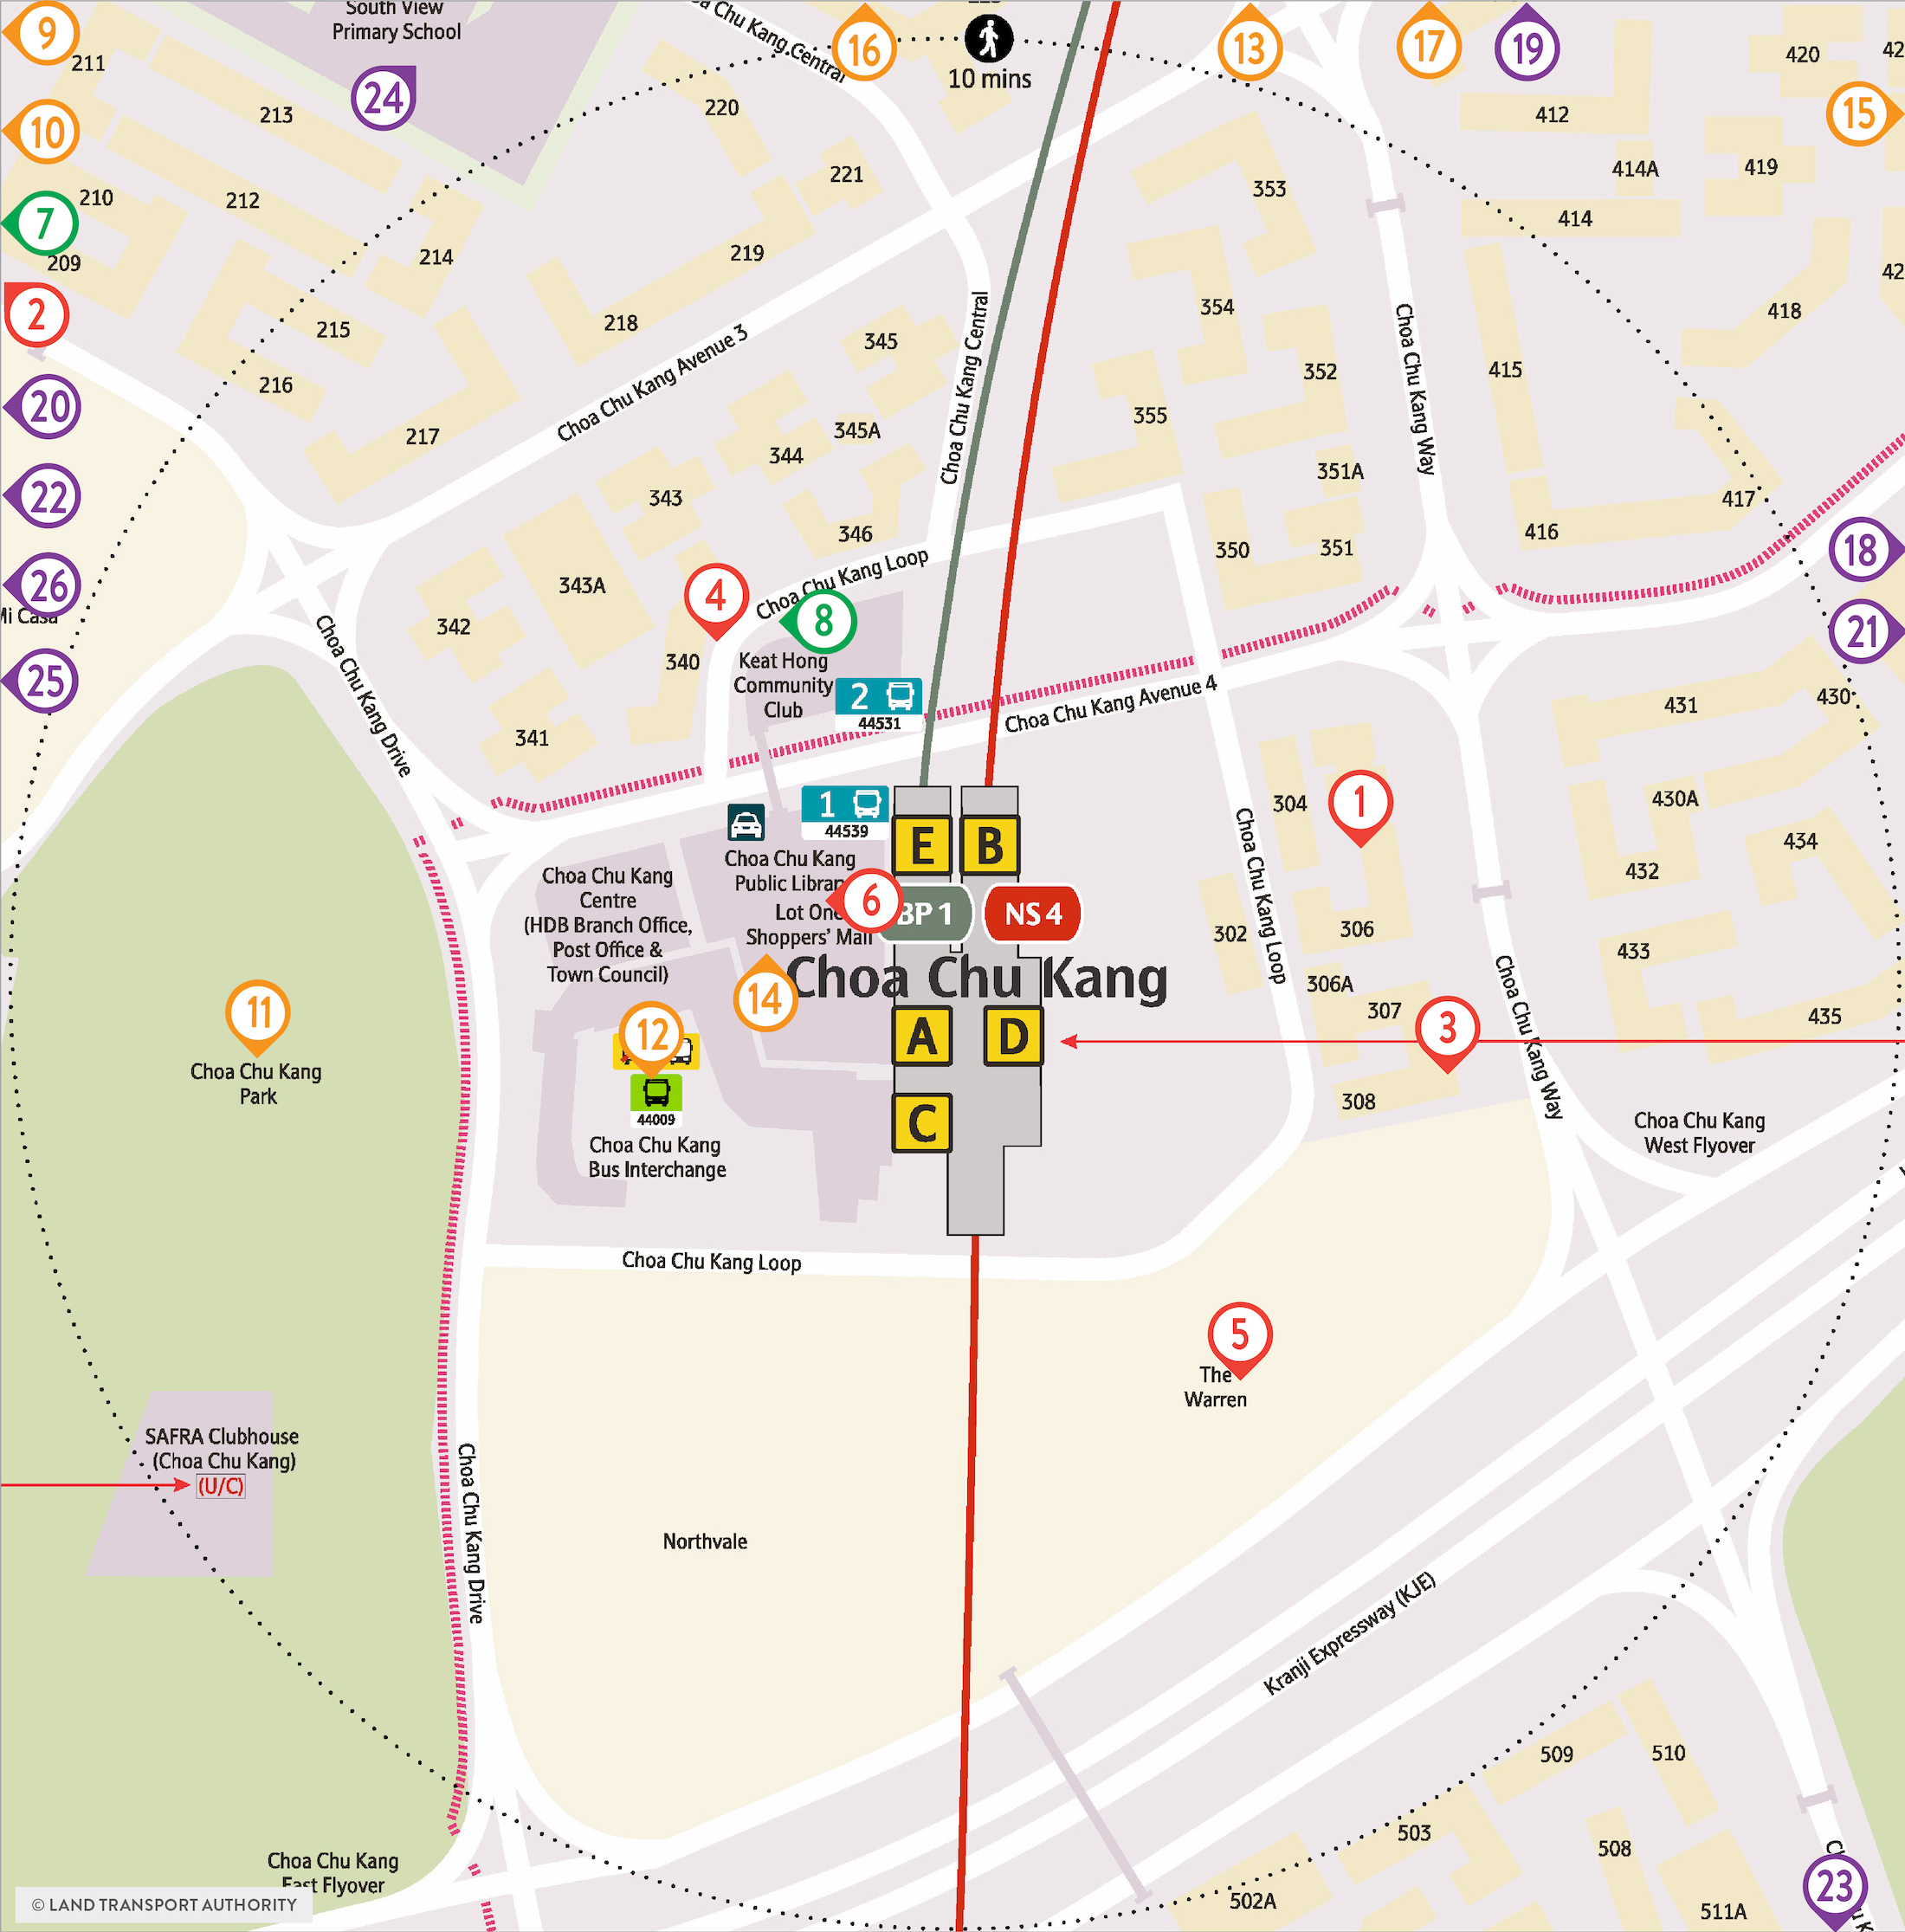 South View
Primary School
Choa Chu Kang Central
10 mins
9
24
16
13
17
19
420
211
213
220
412
15
10
221
414A
419
210
212
353
7
414
209
214
219
2
354
418
215
218
345
Choa Chu Kang Central
Choa Chu Kang Way
216
Choa Chu Kang Avenue 3
352
415
20
217
345A
355
344
351A
22
343
417
346
416
350
351
18
Choa Chu Kang Loop
26
343A
4
8
342
21
25
Choa Chu Kang Drive
340
Keat Hong
Community
Club
2
44531
Choa Chu Kang Avenue 4
431
430
341
1
44539
304
1
430A
E
B
434
Choa Chu Kang
Public Library
Choa Chu Kang
Centre
(HDB Branch Office,
Post Office &
Town Council)
6
BP 1
NS 4
Lot One
Shoppers' Mall
302
Choa Chu Kang Loop
306
432
433
Choa Chu Kang
306A
14
307
11
12
A
D
3
435
Choa Chu Kang
Park
44009
C
308
Choa Chu Kang Way
Choa Chu Kang
West Flyover
Choa Chu Kang
Bus Interchange
Choa Chu Kang Loop
5
The
Warren
SAFRA Clubhouse
(Choa Chu Kang)
(U/C)
Choa Chu Kang Drive
Northvale
Kranji Expressway (KJE)
509
510
503
508
Choa Chu Kang
East Flyover
502A
511A
23
© LAND TRANSPORT AUTHORITY